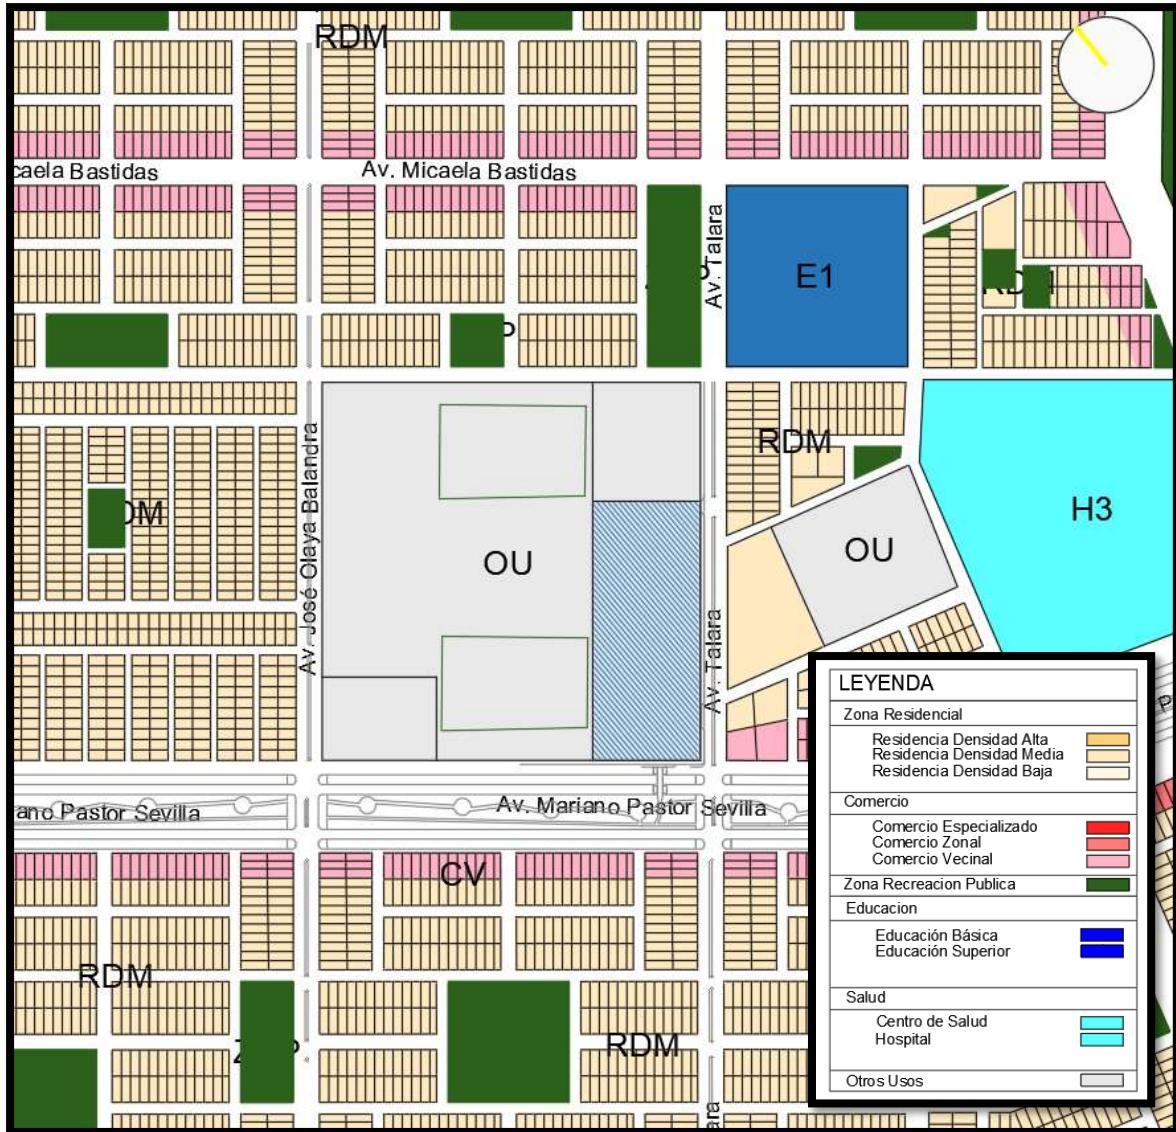 RDM
caela Bastidas
Av. Micaela Bastidas
Av. Talara
E1
RDM
P
RDM
Av. José Olaya Balandra
DM
OU
OU
H3
Av. Talara
ano Pastor Sevilla
Av. Mariano Pastor Sevilla
P
CV
RDM
RDM
Z P
ara
LEYENDA
Zona Residencial
Residencia Densidad Alta
Residencia Densidad Media
Residencia Densidad Baja
Comercio
Comercio Especializado
Comercio Zonal
Comercio Vecinal
Zona Recreacion Publica
Educacion
Educación Básica
Educación Superior
Salud
Centro de Salud
Hospital
Otros Usos